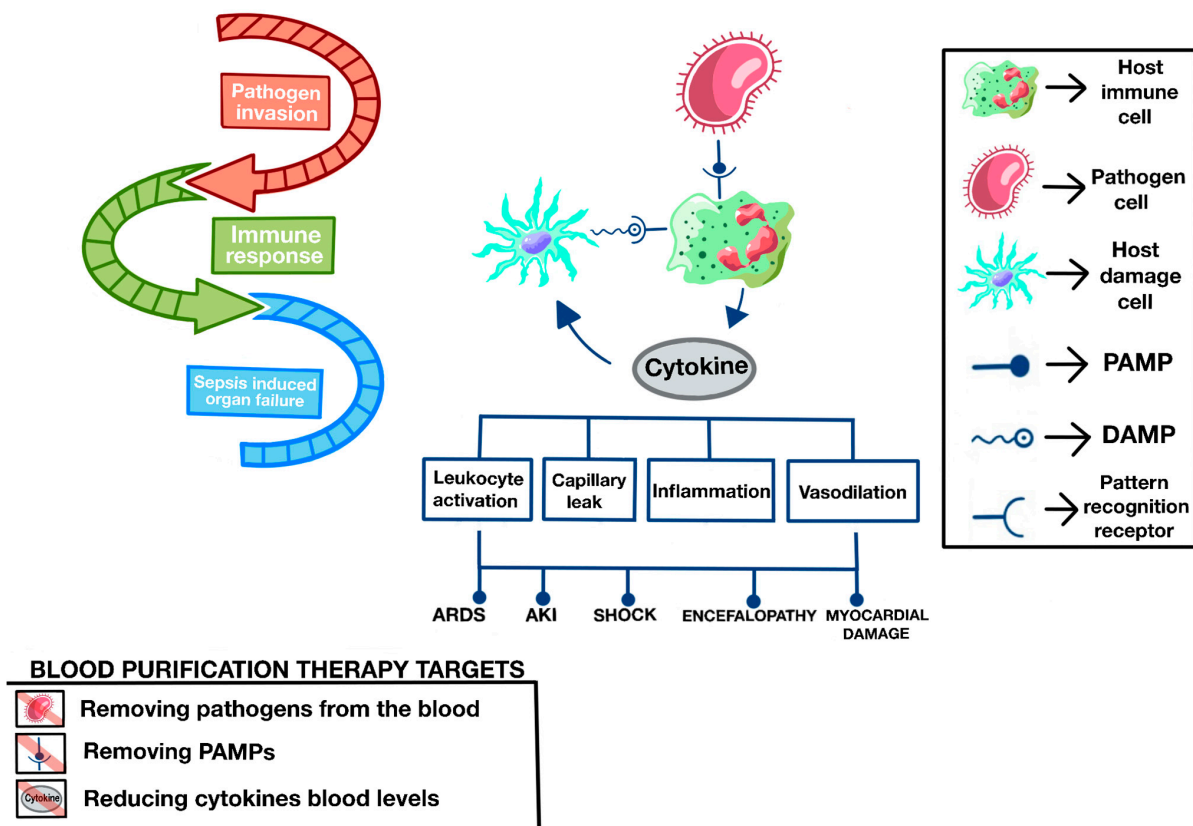 Pathogen
invasion
Immune
response
Sepsis induced
organ failure
Cytokine
Leukocyte
activation
Capillary
leak
Inflammation
Vasodilation
ARDS
AKI
SHOCK
ENCEFALOPATHY
MYOCARDIAL
DAMAGE
Host
immune
cell
Pathogen
cell
Host
damage
cell
PAMP
DAMP
Pattern
recognition
receptor
BLOOD PURIFICATION THERAPY TARGETS
Removing pathogens from the blood
Removing PAMPs
Cytokine
Reducing cytokines blood levels